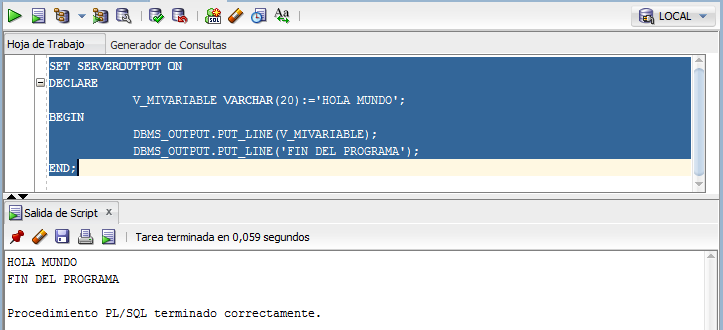 LOCAL
Hoja de Trabajo Generador de Consultas
SET SERVEROUTPUT ON
DECLARE
V_MIVARIABLE VARCHAR(20):='HOLA MUNDO';
BEGIN
DBMS_OUTPUT.PUT_LINE(V_MIVARIABLE);
DBMS_OUTPUT.PUT_LINE('FIN DEL PROGRAMA');
END;
Salida de Script x
Tarea terminada en 0,059 segundos
HOLA MUNDO
FIN DEL PROGRAMA
Procedimiento PL/SQL terminado correctamente.